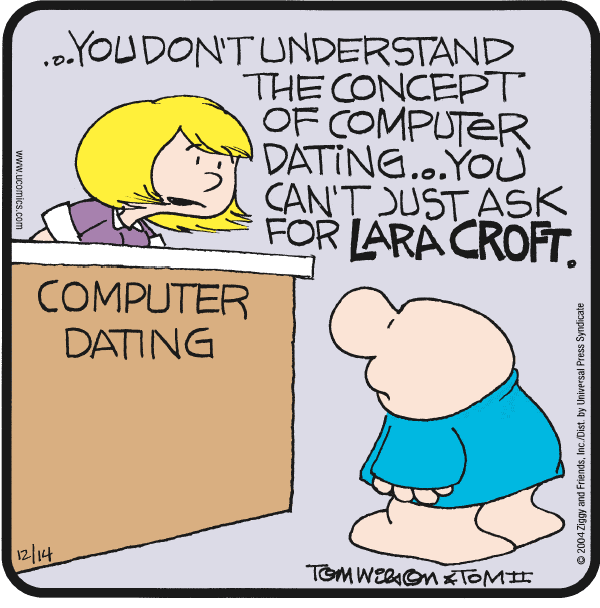 ...YOU DON'T UNDERSTAND
THE CONCEPT
OF COMPUTeR
DATiNG...YOU
CAN'T JUST ASK
FOR LARA CROFT.
www.ucomics.com
COMPUTER
DATING
12/14
TOM WilSON & TOM II
© 2004 Ziggy and Friends, Inc./Dist. by Universal Press Syndicate